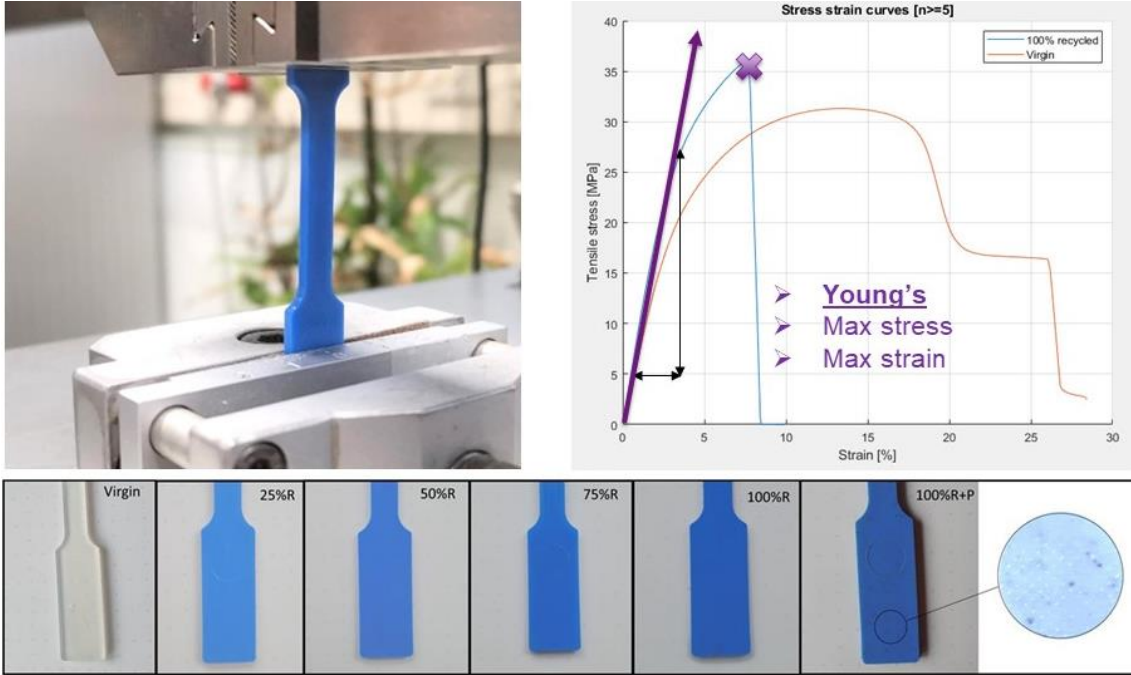 Stress strain curves [n>=5]
100% recycled
Virgin
40
35
30
25
20
15
10
5
0
Tensile stress [MPa]
0
5
10
15
20
25
30
Strain [%]
Young's
Max stress
Max strain
Virgin
25%R
50%R
75%R
100%R
100%R+P